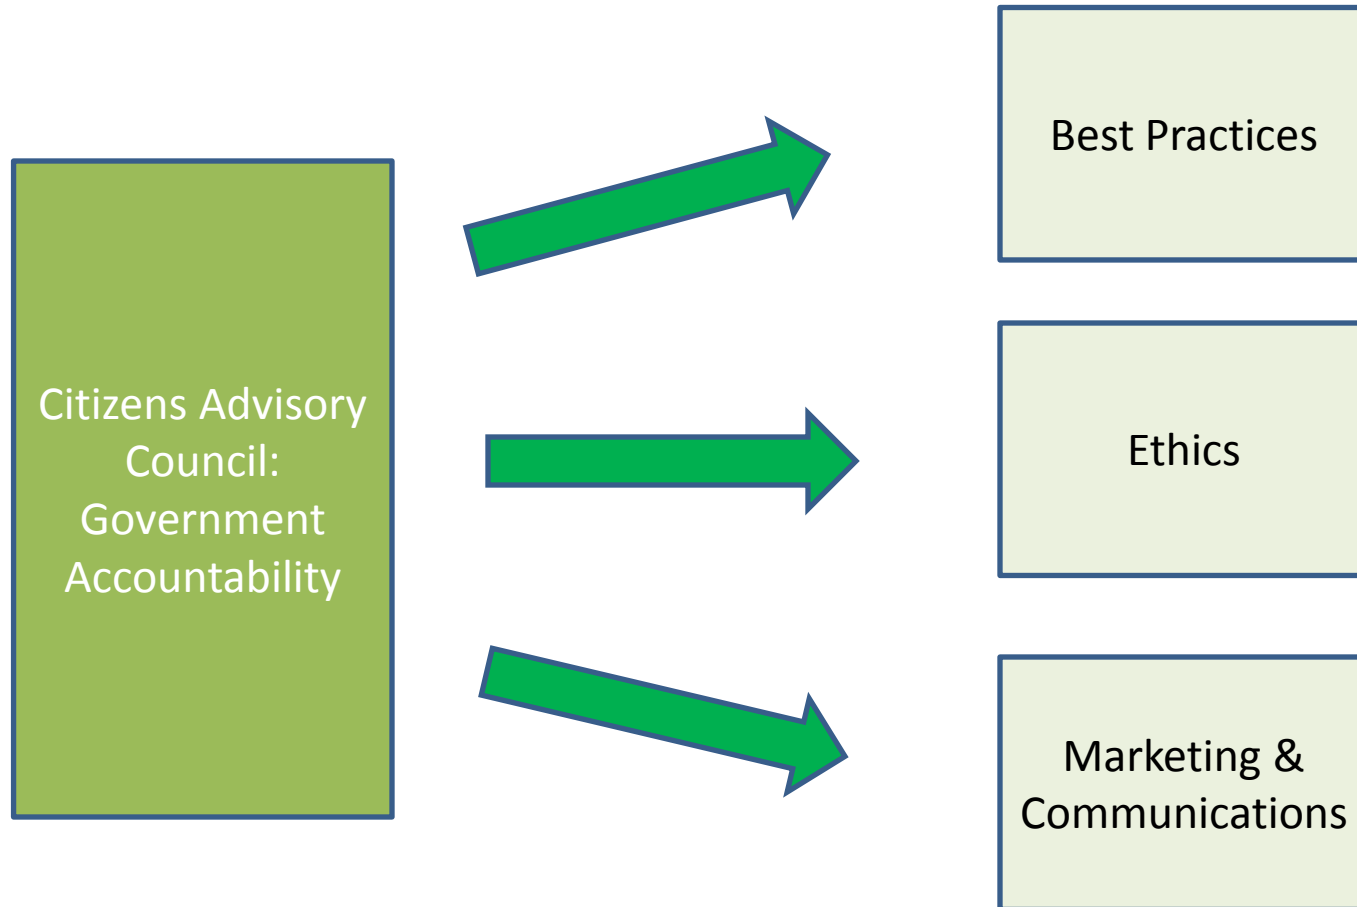 Citizens Advisory
Council:
Government
Accountability
Best Practices
Ethics
Marketing &
Communications